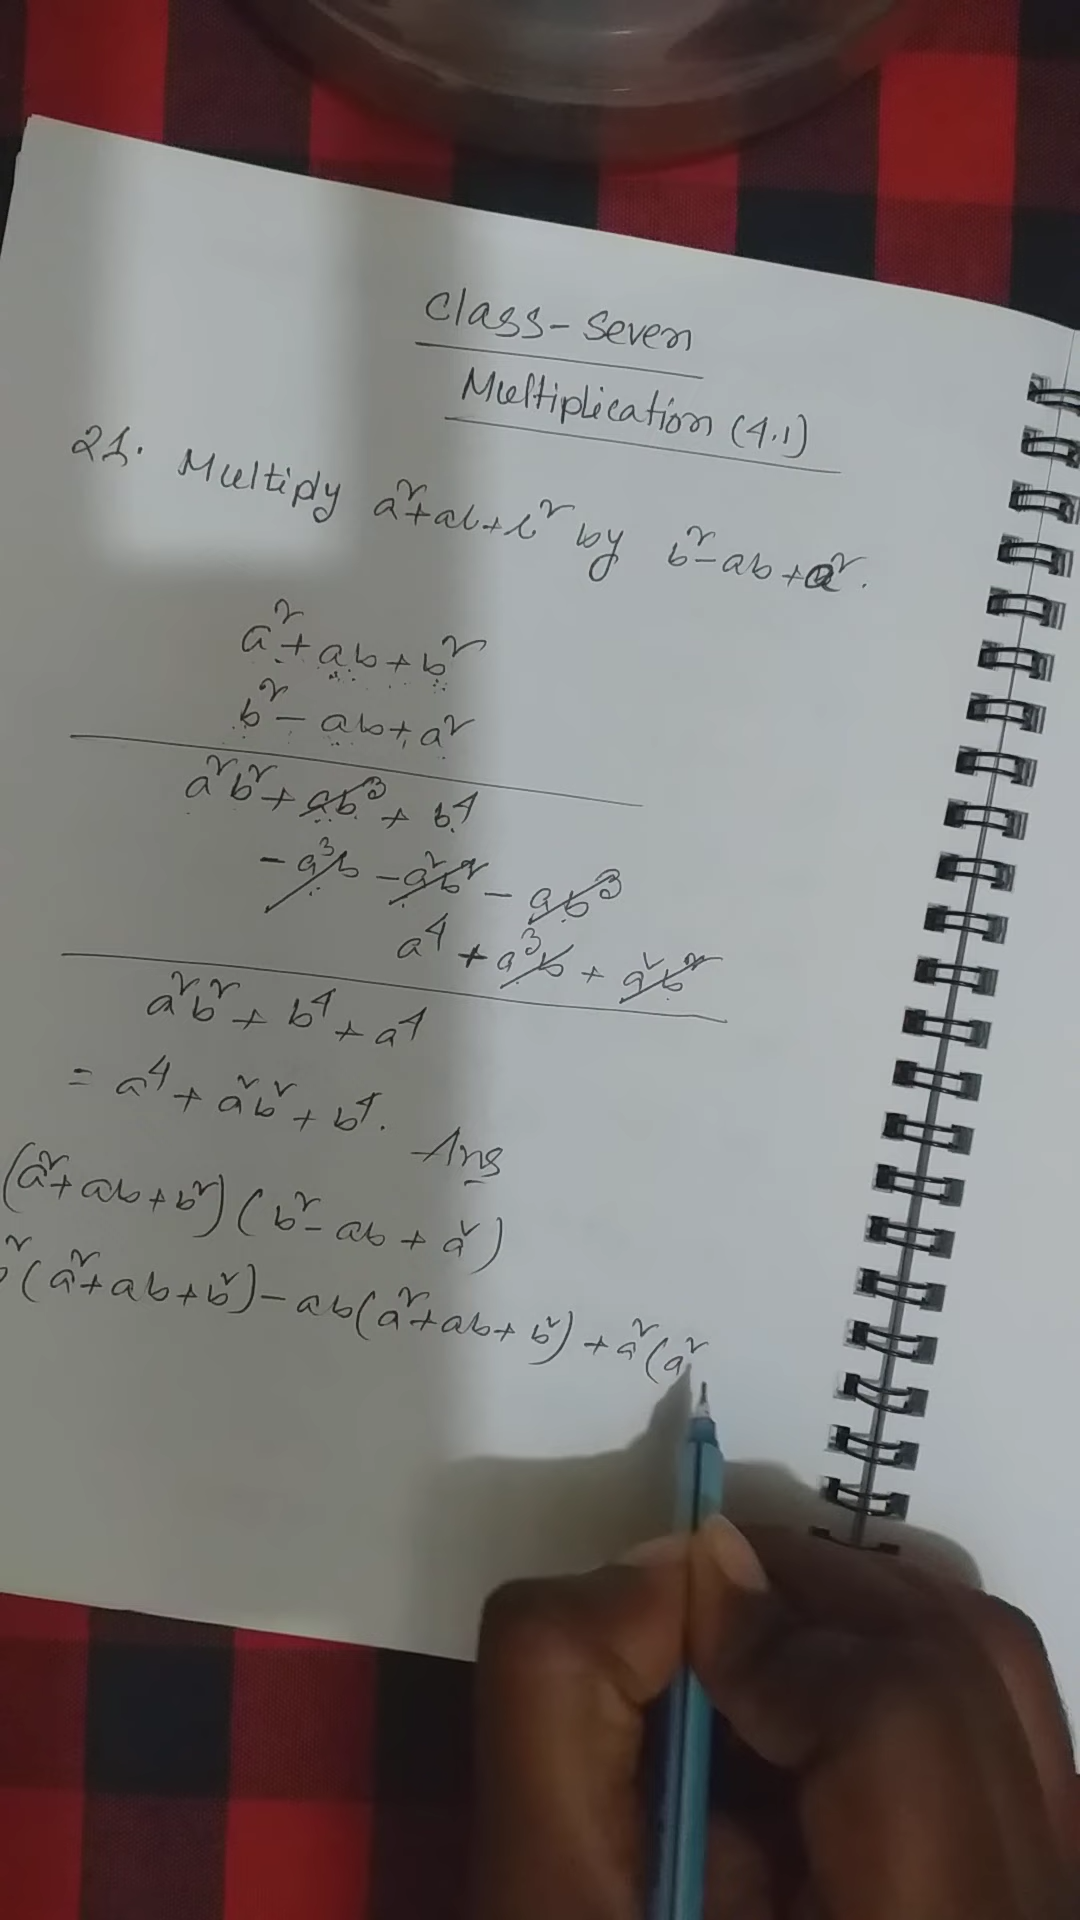 Class-Seven
Multiplication (4.1)
21. Multiply a²+ab+b² by b²-ab+a².
a²+ab+b²
b²-ab+a²
a²b²+ab³+b⁴
-a³b-a²b²-ab³
a⁴+a³b+a²b²
a²b²+b⁴+a⁴
=a⁴+a²b²+b⁴. Ans
(a²+ab+b²)(b²-ab+a²)
b²(a²+ab+b²)-ab(a²+ab+b²)+a²(a²